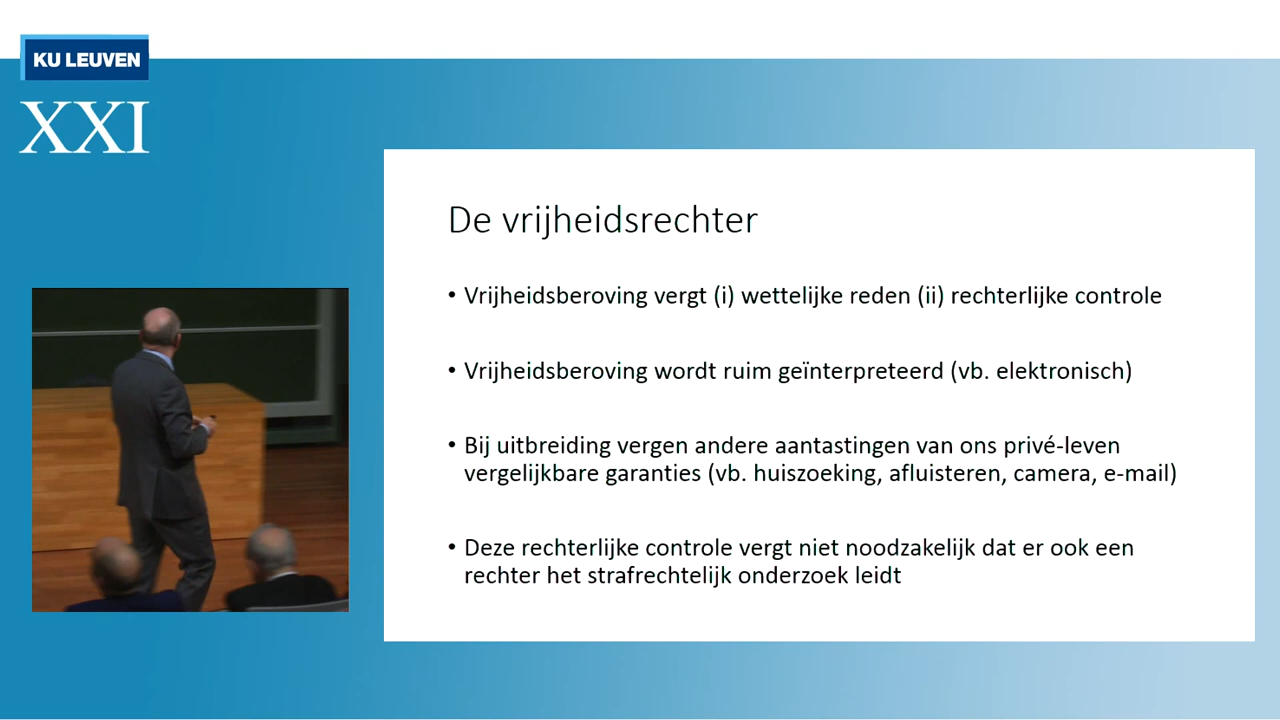 KU LEUVEN
XXI
De vrijheidsrechter
• Vrijheidsberoving vergt (i) wettelijke reden (ii) rechterlijke controle
• Vrijheidsberoving wordt ruim geïnterpreteerd (vb. elektronisch)
• Bij uitbreiding vergen andere aantastingen van ons privé-leven
vergelijkbare garanties (vb. huiszoeking, afluisteren, camera, e-mail)
• Deze rechterlijke controle vergt niet noodzakelijk dat er ook een
rechter het strafrechtelijk onderzoek leidt